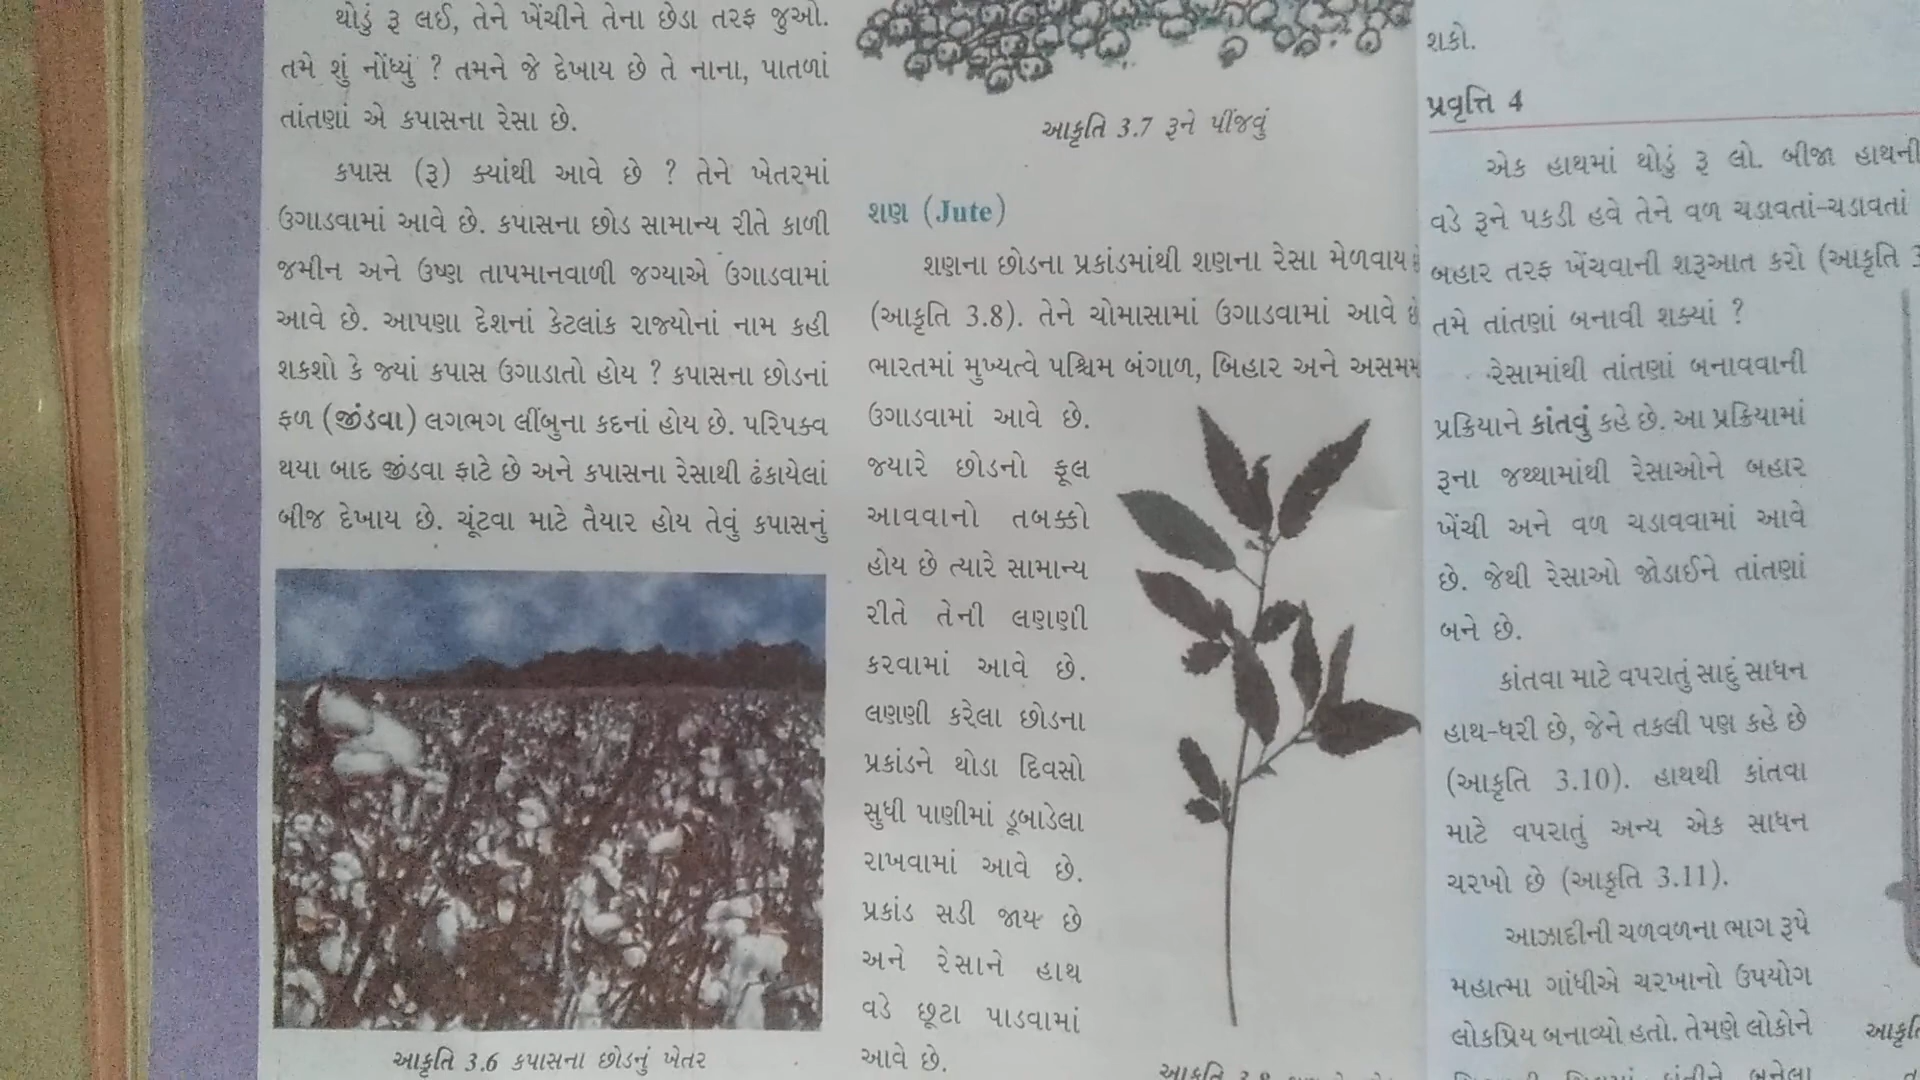 થોડું રૂ લઈ, તેને ખેંચીને તેના છેડા તરફ જુઓ.
તમે શું નોંધ્યું ? તમને જે દેખાય છે તે નાના, પાતળાં
તાંતણાં એ કપાસના રેસા છે.
કપાસ (રૂ) ક્યાંથી આવે છે ? તેને ખેતરમાં
ઉગાડવામાં આવે છે. કપાસના છોડ સામાન્ય રીતે કાળી
જમીન અને ઉષ્ણ તાપમાનવાળી જગ્યાએ ઉગાડવામાં
આવે છે. આપણા દેશનાં કેટલાંક રાજ્યોનાં નામ કહી
શકશો કે જ્યાં કપાસ ઉગાડાતો હોય ? કપાસના છોડનાં
ફળ (જીંડવા) લગભગ લીંબુના કદનાં હોય છે. પરિપક્વ
થયા બાદ જીંડવા ફાટે છે અને કપાસના રેસાથી ઢંકાયેલાં
બીજ દેખાય છે. ચૂંટવા માટે તૈયાર હોય તેવું કપાસનું
આકૃતિ 3.6 કપાસના છોડનું ખેતર
આકૃતિ 3.7 રૂને પીંજવું
શણ (Jute)
શણના છોડના પ્રકાંડમાંથી શણના રેસા મેળવાય
(આકૃતિ 3.8). તેને ચોમાસામાં ઉગાડવામાં આવે છે
ભારતમાં મુખ્યત્વે પશ્ચિમ બંગાળ, બિહાર અને
ઉગાડવામાં આવે છે.
જ્યારે છોડનો ફૂલ
આવવાનો તબક્કો
હોય છે ત્યારે સામાન્ય
રીતે તેની લણણી
કરવામાં આવે છે.
લણણી કરેલા છોડના
પ્રકાંડને થોડા દિવસો
સુધી પાણીમાં ડૂબાડેલા
રાખવામાં આવે છે.
પ્રકાંડ સડી જાય છે
અને રેસાને હાથ
વડે છૂટા પાડવામાં
આવે છે.
શકો.
પ્રવૃત્તિ 4
એક હાથમાં થોડું રૂ લો. બીજા હાથની
વડે રૂને પકડી હવે તેને વળ ચડાવતાં-ચડાવતાં
બહાર તરફ ખેંચવાની શરૂઆત કરો (આકૃતિ
તમે તાંતણાં બનાવી શક્યાં ?
રેસામાંથી તાંતણાં બનાવવાની
પ્રક્રિયાને કાંતવું કહે છે. આ પ્રક્રિયામાં
રૂના જથ્થામાંથી રેસાઓને બહાર
ખેંચી અને વળ ચડાવવામાં આવે
છે. જેથી રેસાઓ જોડાઈને તાંતણાં
બને છે.
કાંતવા માટે વપરાતું સાદું સાધન
હાથ-ધરી છે, જેને તકલી પણ કહે છે
(આકૃતિ 3.10). હાથથી કાંતવા
માટે વપરાતું અન્ય એક સાધન
ચરખો છે (આકૃતિ 3.11).
આઝાદીની ચળવળના ભાગ રૂપે
મહાત્મા ગાંધીએ ચરખાનો ઉપયોગ
લોકપ્રિય બનાવ્યો હતો. તેમણે લોકોને